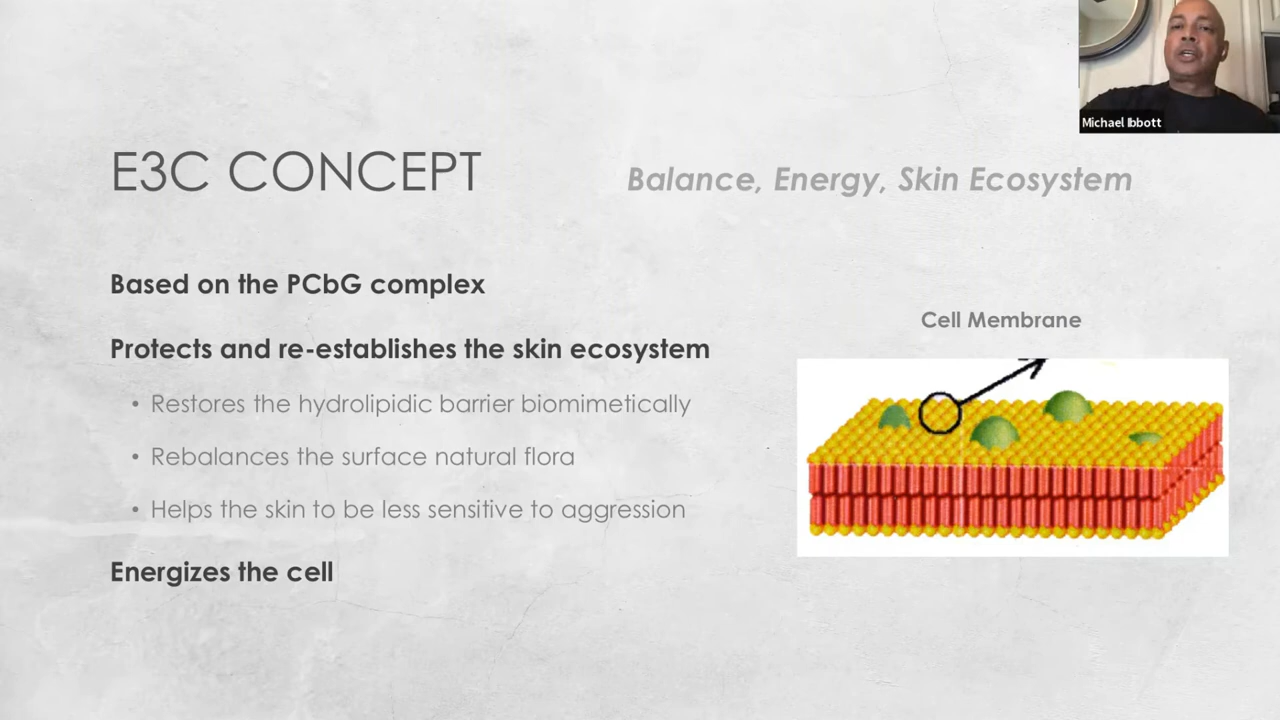 E3C CONCEPT
Balance, Energy, Skin Ecosystem
Based on the PCbG complex
Protects and re-establishes the skin ecosystem
• Restores the hydrolipidic barrier biomimetically
• Rebalances the surface natural flora
• Helps the skin to be less sensitive to aggression
Energizes the cell
Cell Membrane
Michael Ibbott